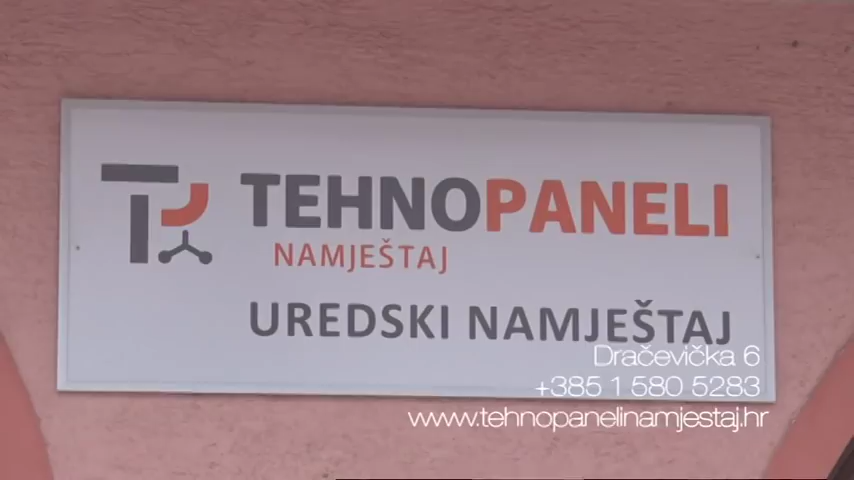 TEHNOPANELI
NAMJEŠTAJ
UREDSKI NAMJEŠTAJ
Dračevička 6
+385 1 580 5283
www.tehnopanelinamjestaj.hr